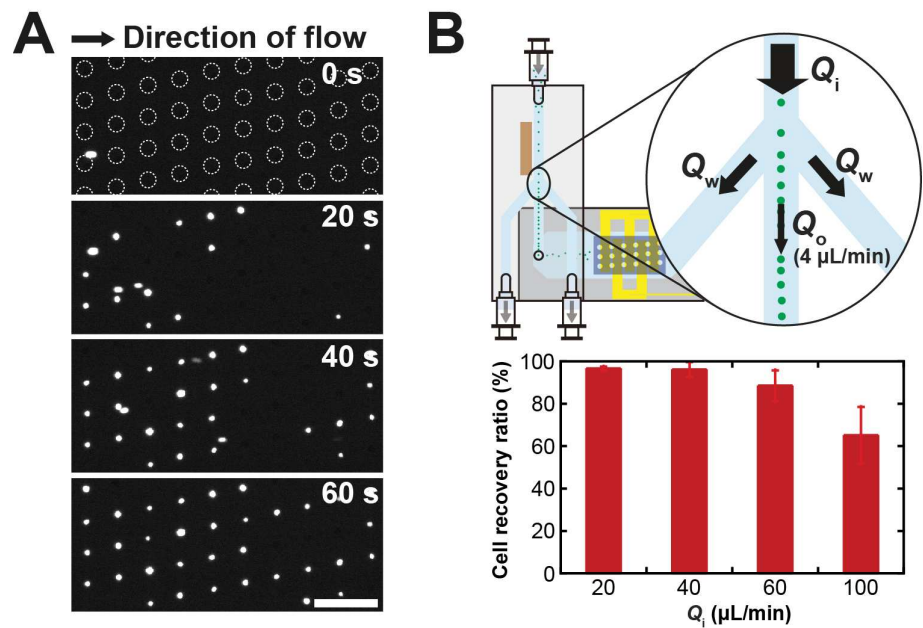 A
Direction of flow
0 s
20 s
40 s
60 s
B
Qi
Qw
Qw
Qo
(4 µL/min)
Cell recovery ratio (%)
100
80
60
40
20
0
20 40 60 100
Qi (µL/min)